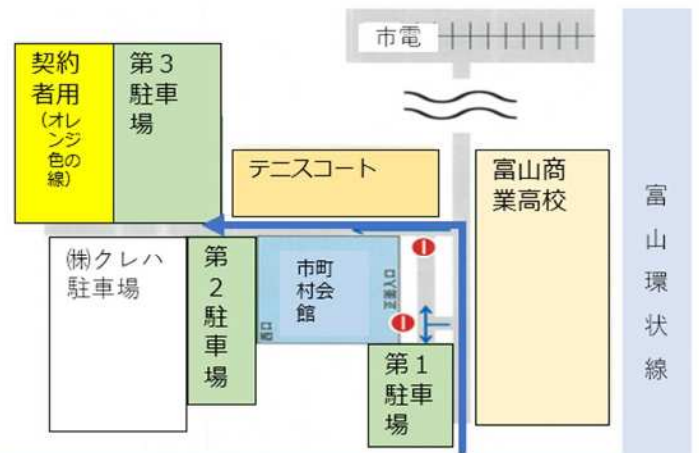 市電
契約
者用
(オレ
ンジ
色の
線)
第3
駐車
場
テニスコート
富山商
業高校
富山環状線
㈱クレハ
駐車場
第2駐車場
市町
村会
館
正面入口
西口
第1
駐車
場